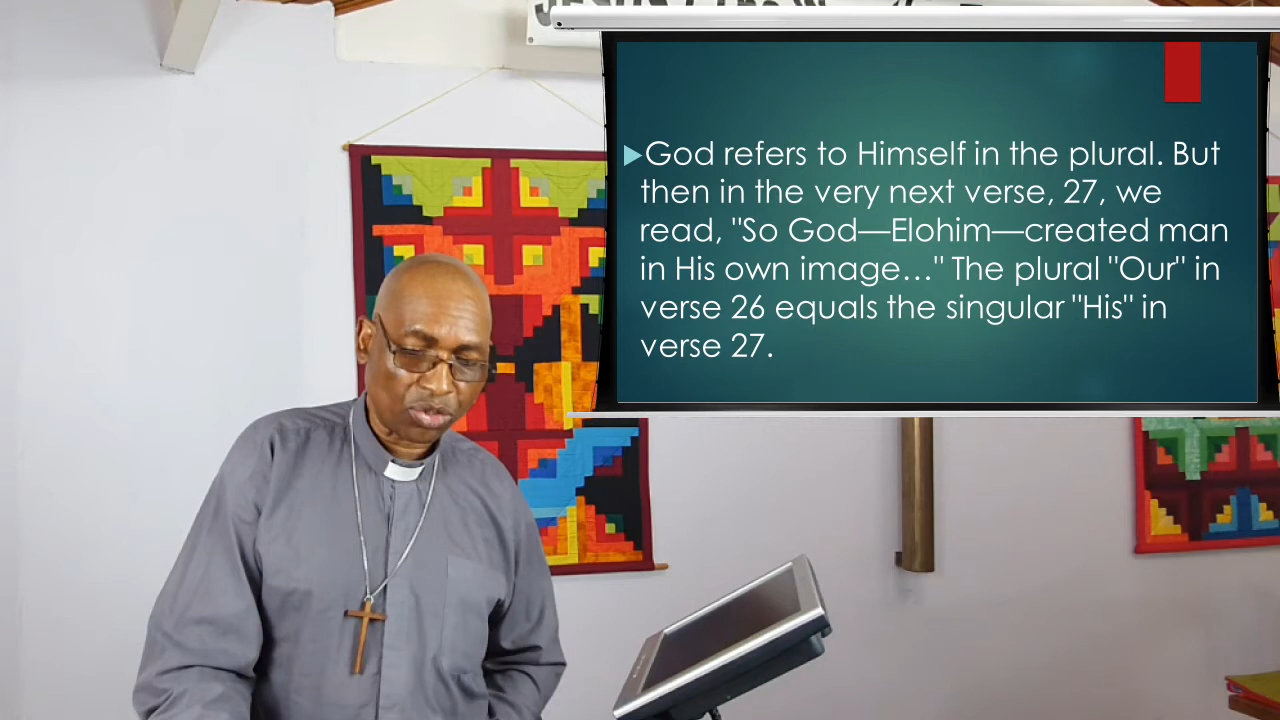 JESUS
God refers to Himself in the plural. But
then in the very next verse, 27, we
read, "So God—Elohim—created man
in His own image…" The plural "Our" in
verse 26 equals the singular "His" in
verse 27.